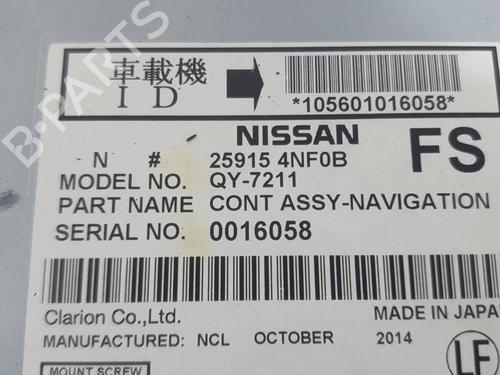 車載機
I D
*105601016058*
NISSAN
FS
N # 25915 4NF0B
MODEL NO. QY-7211
PART NAME CONT ASSY-NAVIGATION
SERIAL NO. 0016058
Clarion Co.,Ltd. MADE IN JAPAN
MANUFACTURED: NCL OCTOBER 2014
LF
MOUNT SCREW
B-PARTS